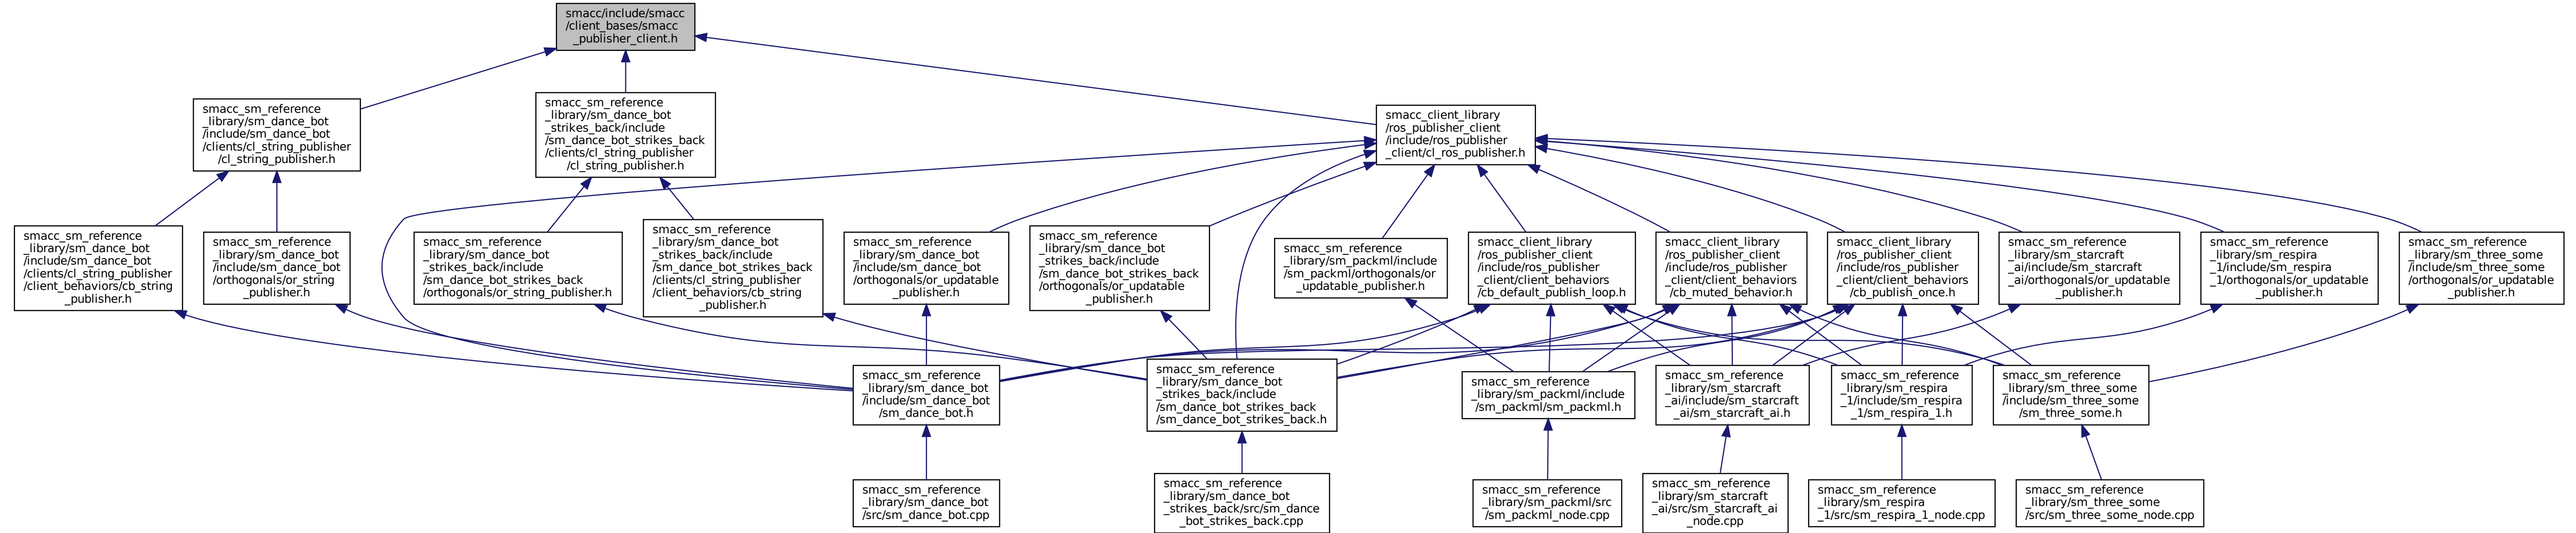 smacc/include/smacc
/client_bases/smacc
_publisher_client.h
smacc_sm_reference
_library/sm_dance_bot
/include/sm_dance_bot
/clients/cl_string_publisher
/cl_string_publisher.h
smacc_sm_reference
_library/sm_dance_bot
_strikes_back/include
/sm_dance_bot_strikes_back
/clients/cl_string_publisher
/cl_string_publisher.h
smacc_client_library
/ros_publisher_client
/include/ros_publisher
_client/cl_ros_publisher.h
smacc_sm_reference
_library/sm_dance_bot
/include/sm_dance_bot
/clients/cl_string_publisher
/client_behaviors/cb_string
_publisher.h
smacc_sm_reference
_library/sm_dance_bot
/include/sm_dance_bot
/orthogonals/or_string
_publisher.h
smacc_sm_reference
_library/sm_dance_bot
_strikes_back/include
/sm_dance_bot_strikes_back
/orthogonals/or_string_publisher.h
smacc_sm_reference
_library/sm_dance_bot
_strikes_back/include
/sm_dance_bot_strikes_back
/clients/cl_string_publisher
/client_behaviors/cb_string
_publisher.h
smacc_sm_reference
_library/sm_dance_bot
/include/sm_dance_bot
/orthogonals/or_updatable
_publisher.h
smacc_sm_reference
_library/sm_dance_bot
_strikes_back/include
/sm_dance_bot_strikes_back
/orthogonals/or_updatable
_publisher.h
smacc_sm_reference
_library/sm_packml/include
/sm_packml/orthogonals/or
_updatable_publisher.h
smacc_client_library
/ros_publisher_client
/include/ros_publisher
_client/client_behaviors
/cb_default_publish_loop.h
smacc_client_library
/ros_publisher_client
/include/ros_publisher
_client/client_behaviors
/cb_muted_behavior.h
smacc_client_library
/ros_publisher_client
/include/ros_publisher
_client/client_behaviors
/cb_publish_once.h
smacc_sm_reference
_library/sm_starcraft
_ai/include/sm_starcraft
_ai/orthogonals/or_updatable
_publisher.h
smacc_sm_reference
_library/sm_respira
_1/include/sm_respira
_1/orthogonals/or_updatable
_publisher.h
smacc_sm_reference
_library/sm_three_some
/include/sm_three_some
/orthogonals/or_updatable
_publisher.h
smacc_sm_reference
_library/sm_dance_bot
/include/sm_dance_bot
/sm_dance_bot.h
smacc_sm_reference
_library/sm_dance_bot
_strikes_back/include
/sm_dance_bot_strikes_back
/sm_dance_bot_strikes_back.h
smacc_sm_reference
_library/sm_packml/include
/sm_packml/sm_packml.h
smacc_sm_reference
_library/sm_starcraft
_ai/include/sm_starcraft
_ai/sm_starcraft_ai.h
smacc_sm_reference
_library/sm_respira
_1/include/sm_respira
_1/sm_respira_1.h
smacc_sm_reference
_library/sm_three_some
/include/sm_three_some
/sm_three_some.h
smacc_sm_reference
_library/sm_dance_bot
/src/sm_dance_bot.cpp
smacc_sm_reference
_library/sm_dance_bot
_strikes_back/src/sm_dance
_bot_strikes_back.cpp
smacc_sm_reference
_library/sm_packml/src
/sm_packml_node.cpp
smacc_sm_reference
_library/sm_starcraft
_ai/src/sm_starcraft_ai
_node.cpp
smacc_sm_reference
_library/sm_respira
_1/src/sm_respira_1_node.cpp
smacc_sm_reference
_library/sm_three_some
/src/sm_three_some_node.cpp